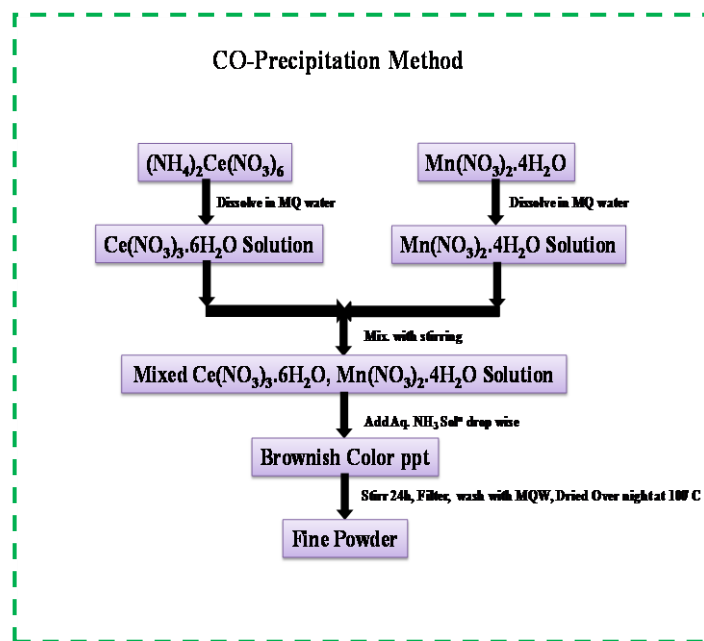 CO-Precipitation Method
(NH₄)₂Ce(NO₃)₆
Mn(NO₃)₂.4H₂O
Dissolve in MQ water
Dissolve in MQ water
Ce(NO₃)₃.6H₂O Solution
Mn(NO₃)₂.4H₂O Solution
Mix. with stirring
Mixed Ce(NO₃)₃.6H₂O, Mn(NO₃)₂.4H₂O Solution
Add Aq. NH₃ Solⁿ drop wise
Brownish Color ppt
Stirr 24h, Filter, wash with MQW, Dried Over night at 100°C
Fine Powder